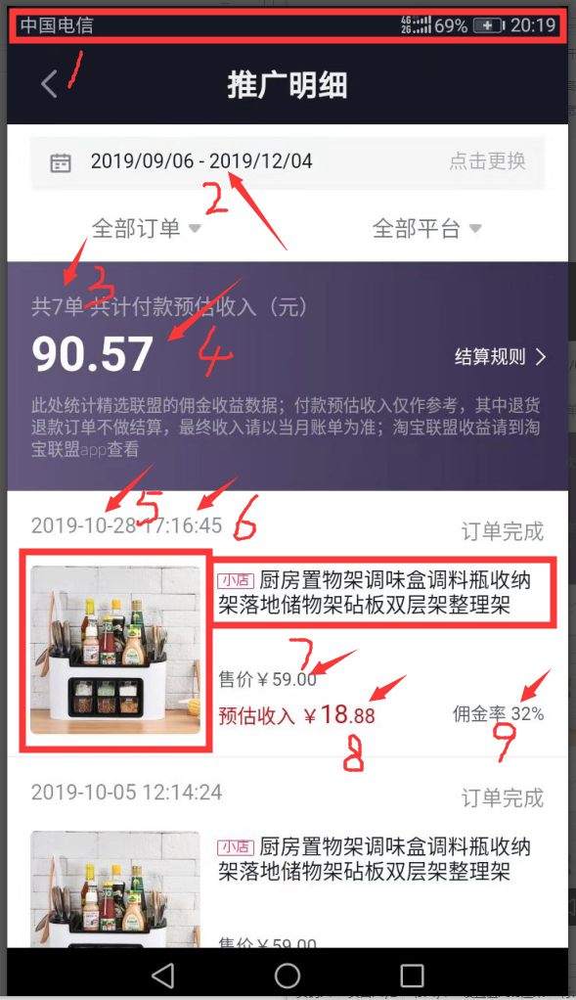 中国电信 4G 2G 69% 20:19
1
推广明细
2019/09/06 - 2019/12/04 点击更换
2
全部订单 全部平台
3
共7单 共计付款预估收入（元）
90.57
4
结算规则
此处统计精选联盟的佣金收益数据；付款预估收入仅作参考，其中退货
退款订单不做结算，最终收入请以当月账单为准；淘宝联盟收益请到淘
宝联盟app查看
5
6
2019-10-28 17:16:45 订单完成
小店 厨房置物架调味盒调料瓶收纳
架落地储物架砧板双层架整理架
7
售价￥59.00
预估收入 ￥18.88 佣金率 32%
8
9
2019-10-05 12:14:24 订单完成
小店 厨房置物架调味盒调料瓶收纳
架落地储物架砧板双层架整理架
售价￥59.00